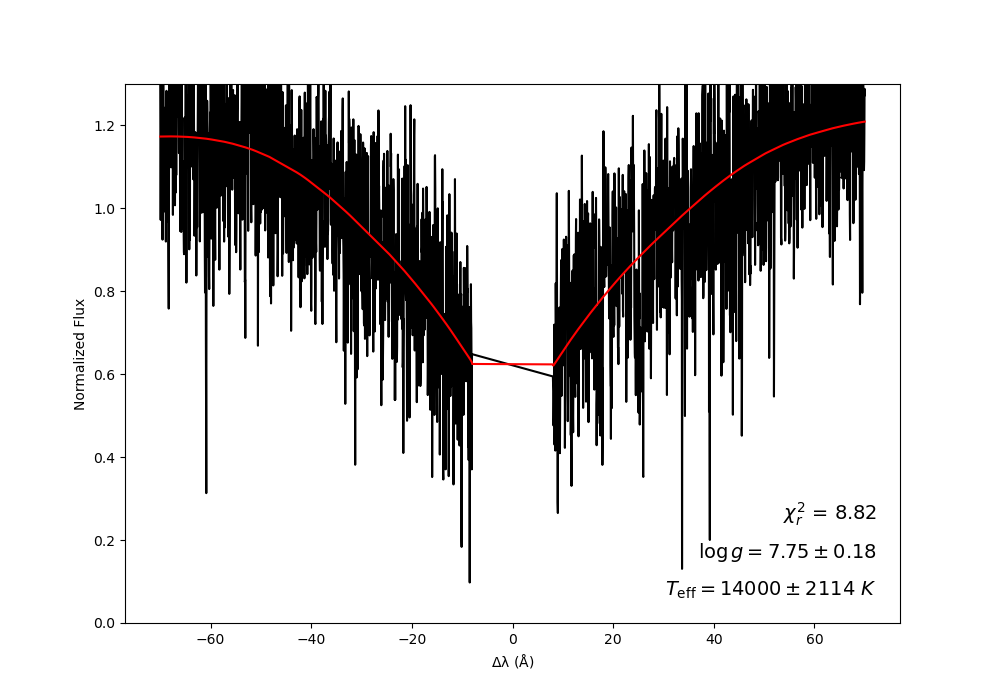 1.2
1.0
0.8
0.6
0.4
0.2
0.0
Normalized Flux
χ²ᵣ = 8.82
log g = 7.75 ± 0.18
T_eff = 14000 ± 2114 K
−60 −40 −20 0 20 40 60
Δλ (Å)